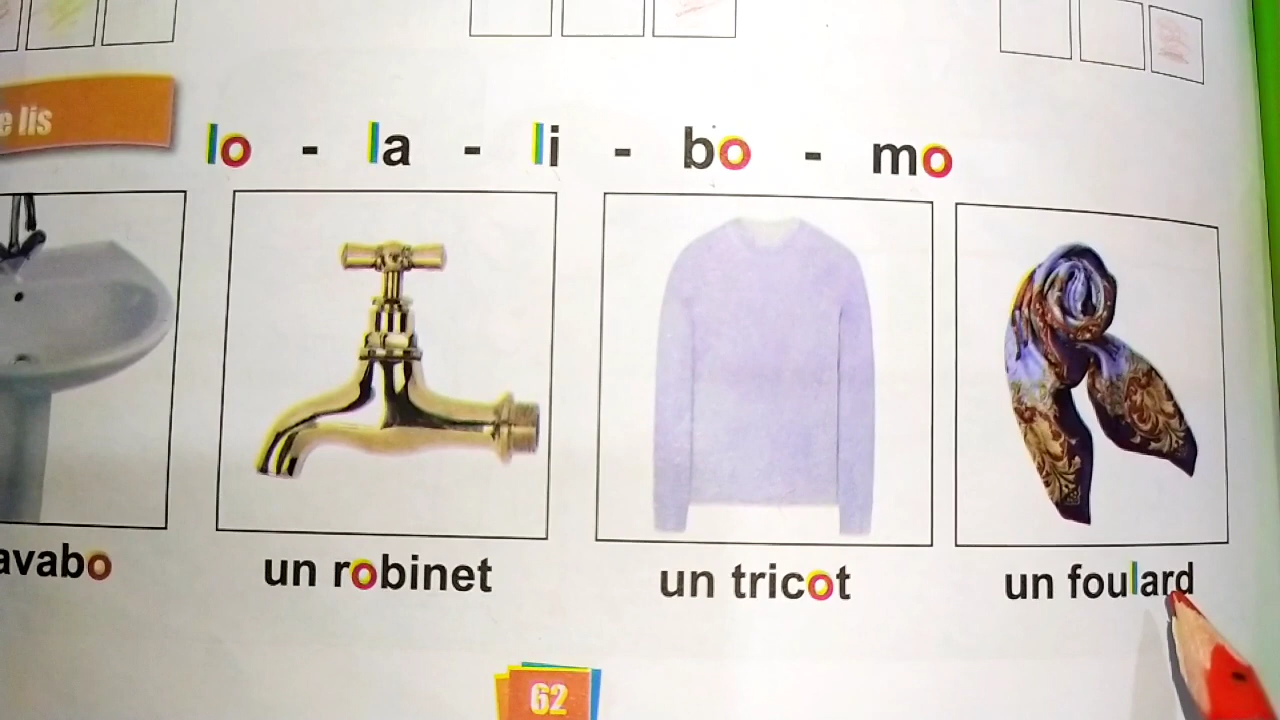 e lis
lo - la - li - bo - mo
avabo
un robinet
un tricot
un foulard
62